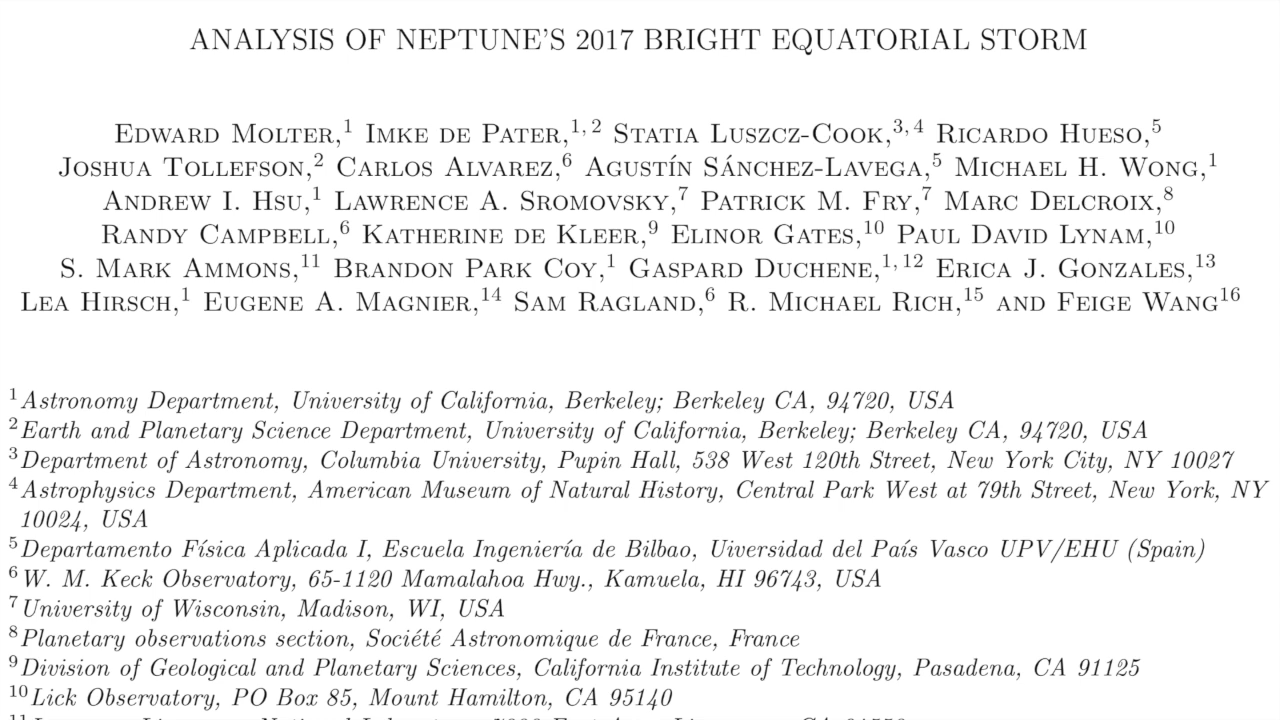 ANALYSIS OF NEPTUNE'S 2017 BRIGHT EQUATORIAL STORM
Edward Molter,1 Imke de Pater,1, 2 Statia Luszcz-Cook,3, 4 Ricardo Hueso,5
Joshua Tollefson,2 Carlos Alvarez,6 Agustín Sánchez-Lavega,5 Michael H. Wong,1
Andrew I. Hsu,1 Lawrence A. Sromovsky,7 Patrick M. Fry,7 Marc Delcroix,8
Randy Campbell,6 Katherine de Kleer,9 Elinor Gates,10 Paul David Lynam,10
S. Mark Ammons,11 Brandon Park Coy,1 Gaspard Duchene,1, 12 Erica J. Gonzales,13
Lea Hirsch,1 Eugene A. Magnier,14 Sam Ragland,6 R. Michael Rich,15 and Feige Wang16
1Astronomy Department, University of California, Berkeley; Berkeley CA, 94720, USA
2Earth and Planetary Science Department, University of California, Berkeley; Berkeley CA, 94720, USA
3Department of Astronomy, Columbia University, Pupin Hall, 538 West 120th Street, New York City, NY 10027
4Astrophysics Department, American Museum of Natural History, Central Park West at 79th Street, New York, NY
10024, USA
5Departamento Física Aplicada I, Escuela Ingeniería de Bilbao, Uiversidad del País Vasco UPV/EHU (Spain)
6W. M. Keck Observatory, 65-1120 Mamalahoa Hwy., Kamuela, HI 96743, USA
7University of Wisconsin, Madison, WI, USA
8Planetary observations section, Société Astronomique de France, France
9Division of Geological and Planetary Sciences, California Institute of Technology, Pasadena, CA 91125
10Lick Observatory, PO Box 85, Mount Hamilton, CA 95140